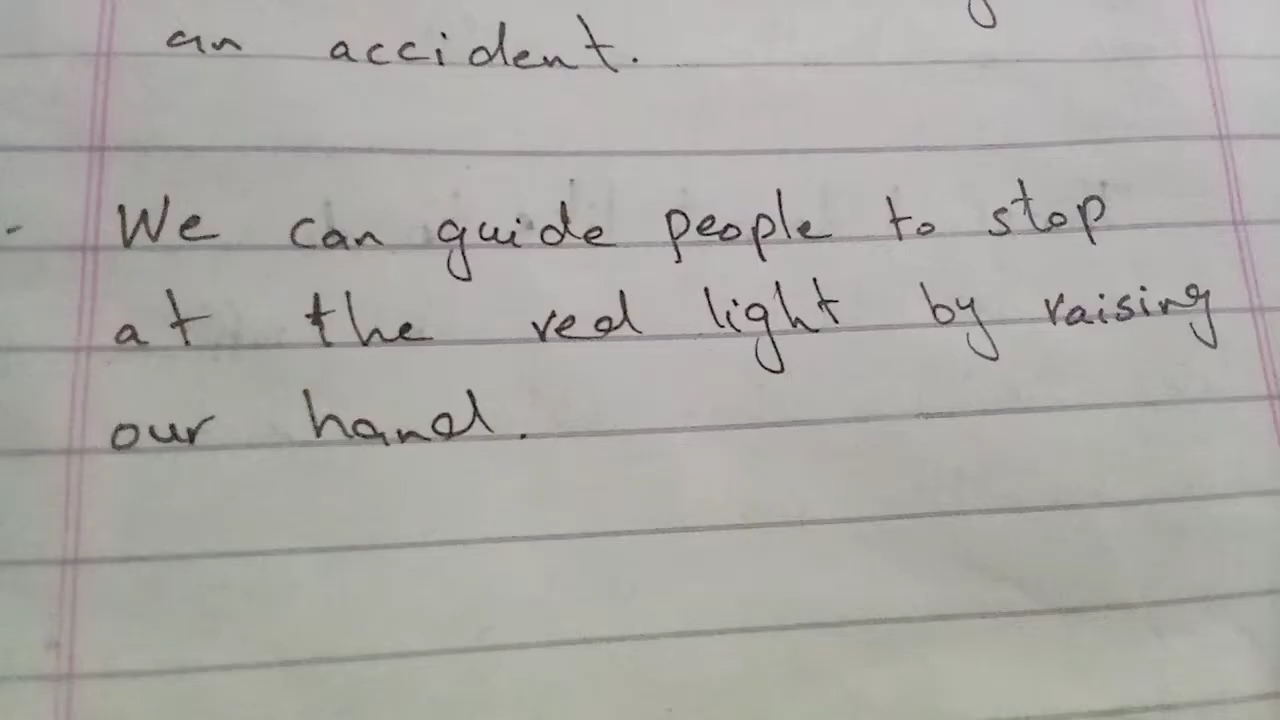 an accident.
- We can guide people to stop
at the red light by raising
our hand.